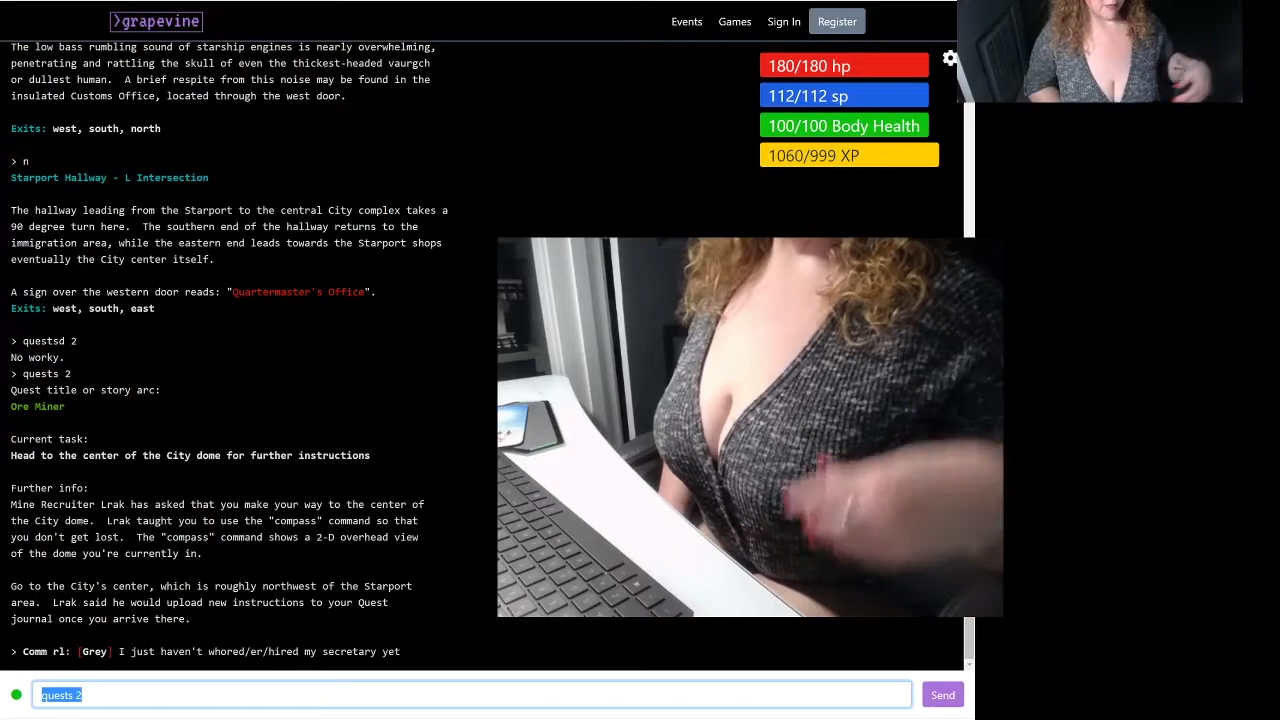 >grapevine
Events
Games
Sign In
Register
The low bass rumbling sound of starship engines is nearly overwhelming,
penetrating and rattling the skull of even the thickest-headed vaurgch
or dullest human. A brief respite from this noise may be found in the
insulated Customs Office, located through the west door.
Exits: west, south, north
> n
Starport Hallway - L Intersection
The hallway leading from the Starport to the central City complex takes a
90 degree turn here. The southern end of the hallway returns to the
immigration area, while the eastern end leads towards the Starport shops
eventually the City center itself.
A sign over the western door reads: "Quartermaster's Office".
Exits: west, south, east
> questsd 2
No worky.
> quests 2
Quest title or story arc:
Ore Miner
Current task:
Head to the center of the City dome for further instructions
Further info:
Mine Recruiter Lrak has asked that you make your way to the center of
the City dome. Lrak taught you to use the "compass" command so that
you don't get lost. The "compass" command shows a 2-D overhead view
of the dome you're currently in.
Go to the City's center, which is roughly northwest of the Starport
area. Lrak said he would upload new instructions to your Quest
journal once you arrive there.
> Comm rl: [Grey] I just haven't whored/er/hired my secretary yet
180/180 hp
112/112 sp
100/100 Body Health
1060/999 XP
quests 2
Send